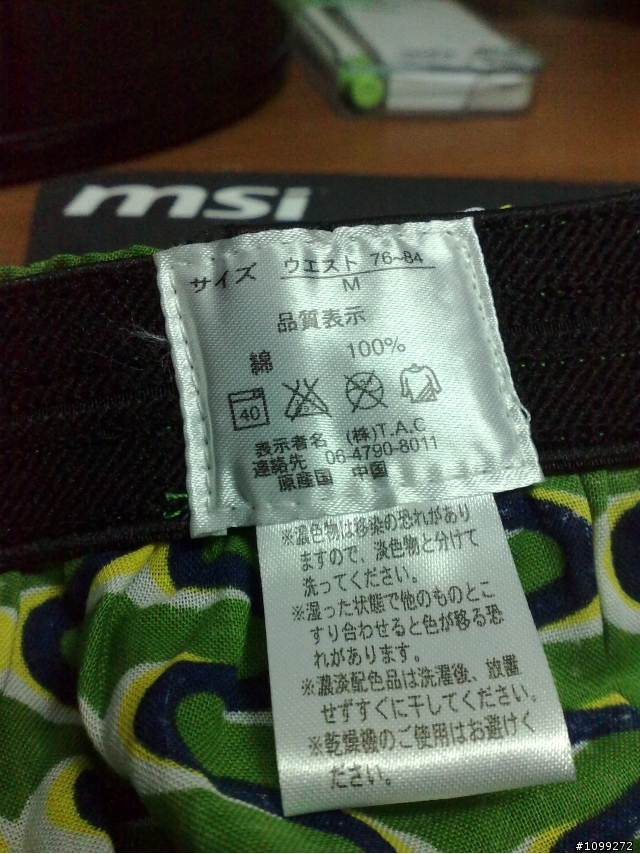 msi
サイズ ウエスト 76~84
M
品質表示
綿 100%
40
表示者名 (株)T.A.C
連絡先 06-4790-8011
原産国 中国
※濃色物は移染の恐れがあり
ますので、淡色物と分けて
洗ってください。
※湿った状態で他のものとこ
すり合わせると色が移る恐
れがあります。
※濃淡配色品は洗濯後、放置
せずすぐに干してください。
※乾燥機のご使用はお避けく
ださい。
#1099272